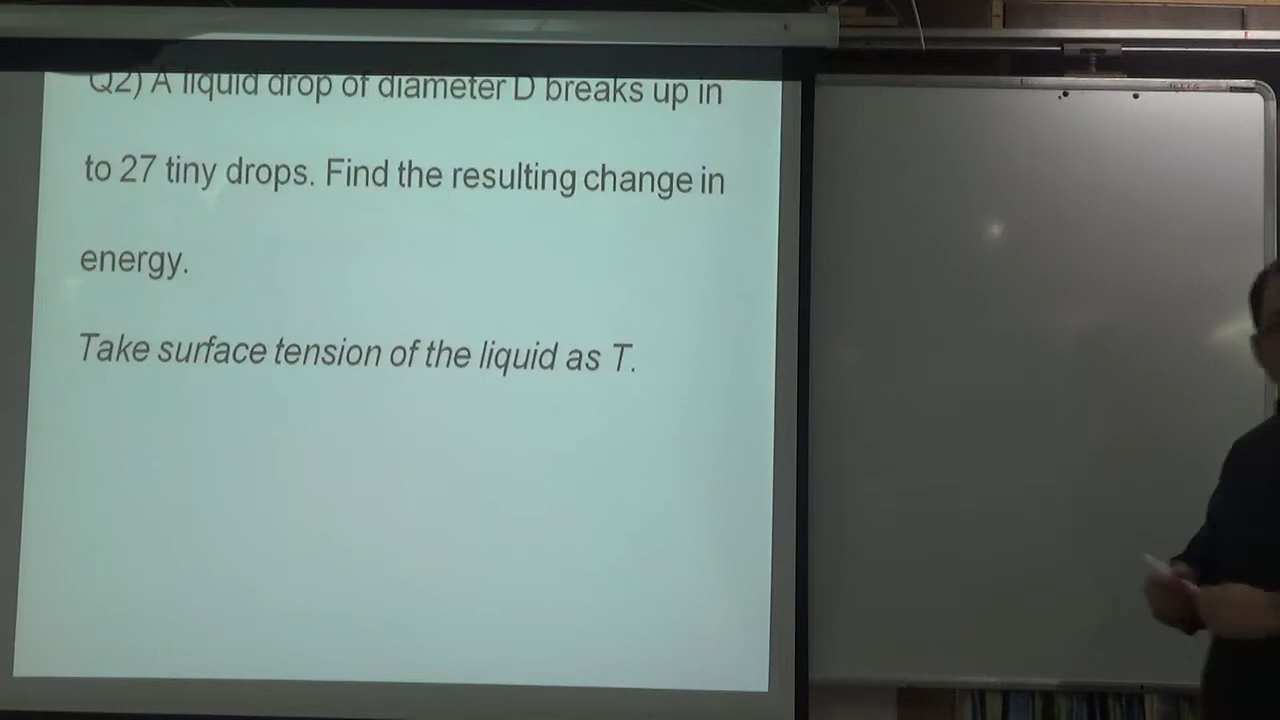 Q2) A liquid drop of diameter D breaks up in
to 27 tiny drops. Find the resulting change in
energy.
Take surface tension of the liquid as T.